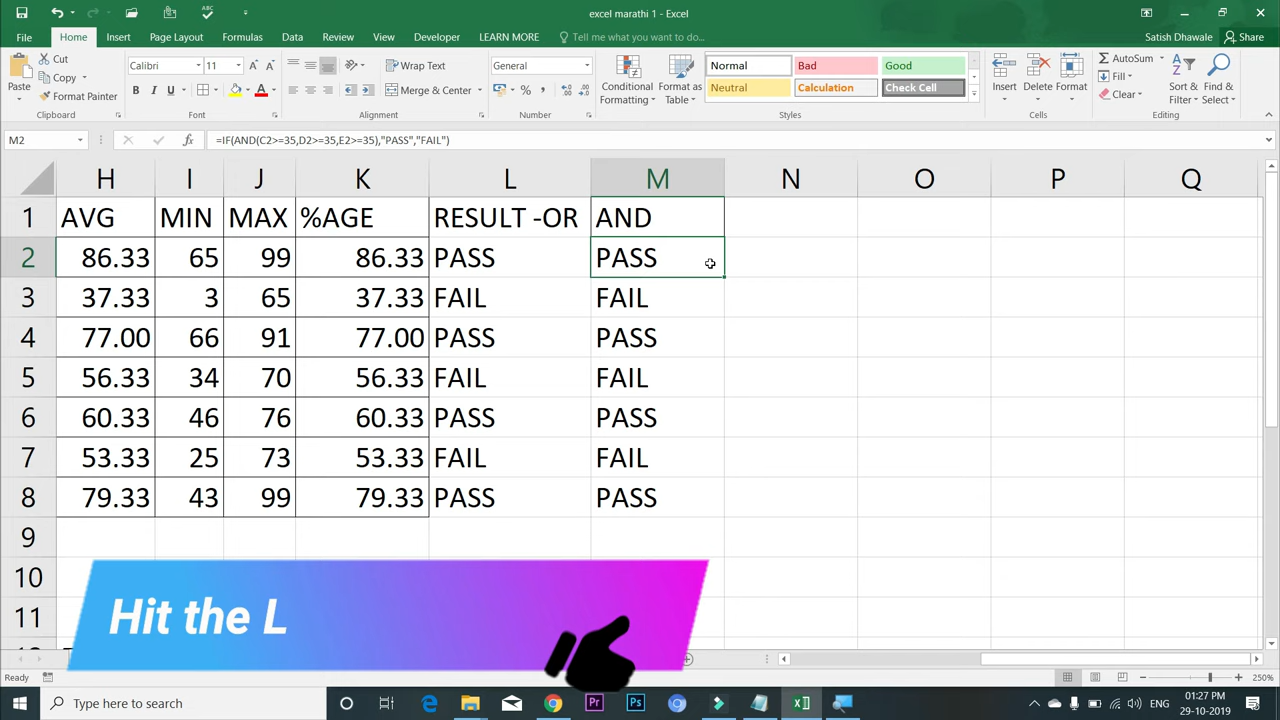 excel marathi 1 - Excel
File Home Insert Page Layout Formulas Data Review View Developer LEARN MORE Tell me what you want to do... Satish Dhawale Share
Paste Cut Copy Format Painter
Clipboard
Calibri 11
B I U A A A
Font
Wrap Text
Merge & Center
Alignment
General
% ,
Number
Conditional Formatting Format as Table
Normal Bad Good
Neutral Calculation Check Cell
Styles
Insert Delete Format
Cells
AutoSum
Fill
Clear
Sort & Filter Find & Select
Editing
M2 fx =IF(AND(C2>=35,D2>=35,E2>=35),"PASS","FAIL")
H I J K L M N O P Q
1 AVG MIN MAX %AGE RESULT -OR AND
2 86.33 65 99 86.33 PASS PASS
3 37.33 3 65 37.33 FAIL FAIL
4 77.00 66 91 77.00 PASS PASS
5 56.33 34 70 56.33 FAIL FAIL
6 60.33 46 76 60.33 PASS PASS
7 53.33 25 73 53.33 FAIL FAIL
8 79.33 43 99 79.33 PASS PASS
9
10
11
Hit the L
Ready 250%
Type here to search
Pr Ps
01:27 PM
29-10-2019